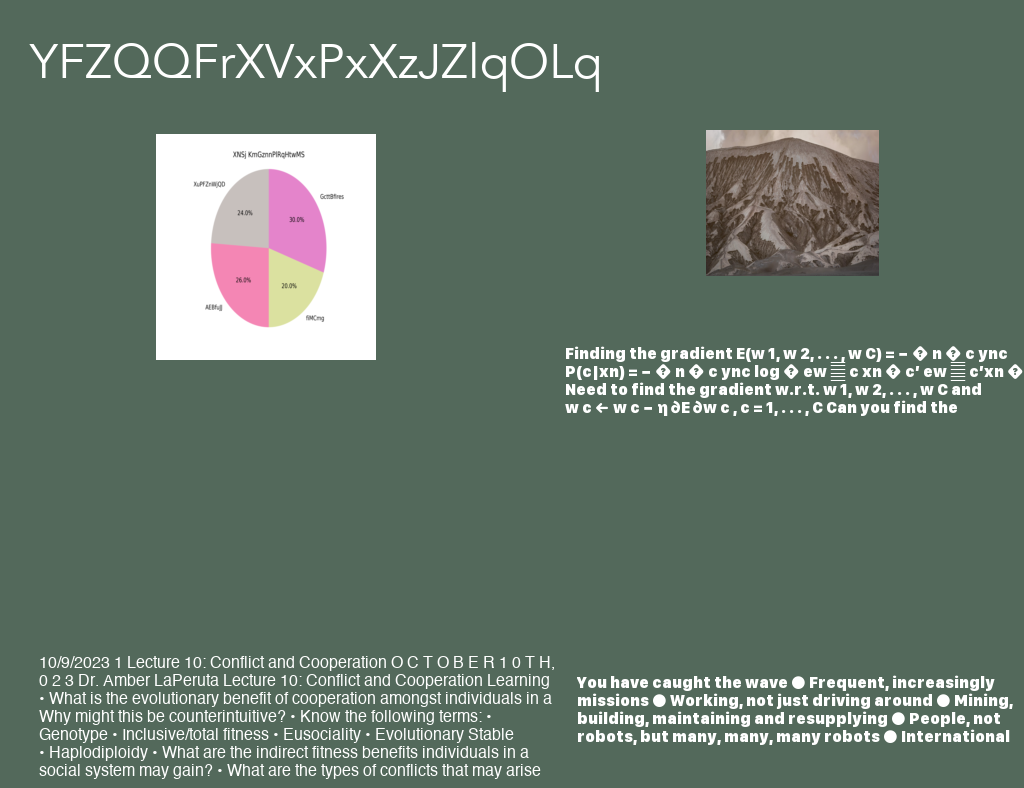 YFZQQFrXVxPxXzJZlqOLq
XNSj KmGznnPlRqHtwMS
XuPFZnWjQD
GcttBflres
24.0%
30.0%
26.0%
20.0%
AEBfuJJ
flMCmg
Finding the gradient E(w 1, w 2, . . . , w C) = − � n � c ync
P(c|xn) = − � n � c ync log � ew c xn � c′ ew c′xn �
Need to find the gradient w.r.t. w 1, w 2, . . . , w C and
w c ← w c − η ∂E ∂w c , c = 1, . . . , C Can you find the
10/9/2023 1 Lecture 10: Conflict and Cooperation O C T O B E R 1 0 T H,
0 2 3 Dr. Amber LaPeruta Lecture 10: Conflict and Cooperation Learning
• What is the evolutionary benefit of cooperation amongst individuals in a
Why might this be counterintuitive? • Know the following terms: •
Genotype • Inclusive/total fitness • Eusociality • Evolutionary Stable
• Haplodiploidy • What are the indirect fitness benefits individuals in a
social system may gain? • What are the types of conflicts that may arise
You have caught the wave ● Frequent, increasingly
missions ● Working, not just driving around ● Mining,
building, maintaining and resupplying ● People, not
robots, but many, many, many robots ● International